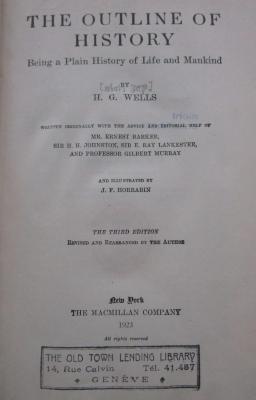 THE OUTLINE OF
HISTORY
Being a Plain History of Life and Mankind
BY
H. G. WELLS
WRITTEN ORIGINALLY WITH THE ADVICE AND EDITORIAL HELP OF
MR. ERNEST BARKER,
SIR H. H. JOHNSTON, SIR E. RAY LANKESTER,
AND PROFESSOR GILBERT MURRAY
AND ILLUSTRATED BY
J. F. HORRABIN
THE THIRD EDITION
REVISED AND REARRANGED BY THE AUTHOR
New York
THE MACMILLAN COMPANY
1921
All rights reserved
THE OLD TOWN LENDING LIBRARY
14, Rue Calvin Tél. 41.487
GENÈVE